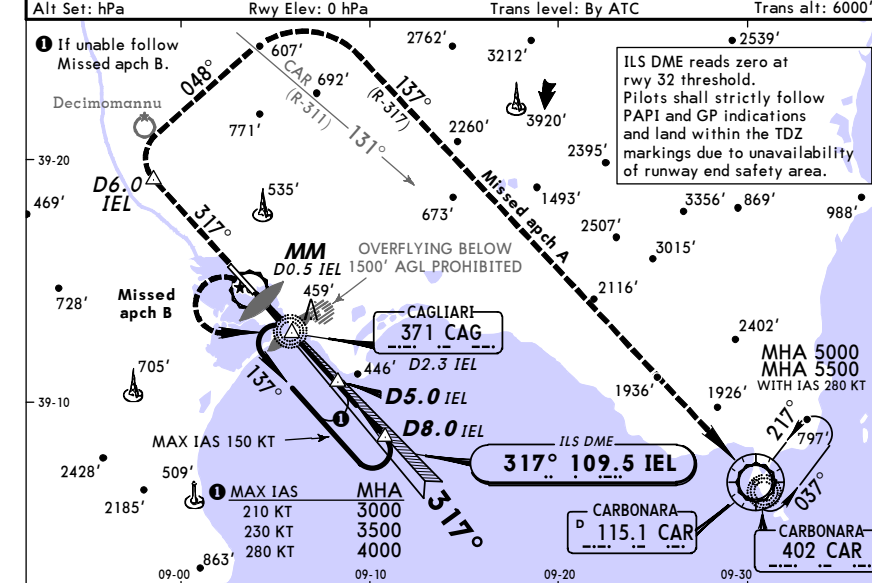 Alt Set: hPa Rwy Elev: 0 hPa Trans level: By ATC Trans alt: 6000'
❶ If unable follow
Missed apch B.
607'
2762'
3212'
2539'
ILS DME reads zero at
rwy 32 threshold.
Pilots shall strictly follow
PAPI and GP indications
and land within the TDZ
markings due to unavailability
of runway end safety area.
048°
CAR
(R-311)
131°
692'
137°
(R-317)
3920'
Decimomannu
771'
2260'
2395'
39-20
D6.0
IEL
469'
535'
317°
673'
Missed apch A
1493'
3356'
869'
988'
2507'
3015'
MM
D0.5 IEL
OVERFLYING BELOW
1500' AGL PROHIBITED
728'
Missed
apch B
459'
2116'
CAGLIARI
371 CAG
D2.3 IEL
2402'
MHA 5000
MHA 5500
WITH IAS 280 KT
705'
137°
446'
D5.0 IEL
1936'
1926'
39-10
❶
D8.0 IEL
217°
797'
MAX IAS 150 KT
ILS DME
317° 109.5 IEL
2428'
509'
2185'
037°
❶ MAX IAS MHA
210 KT 3000
230 KT 3500
280 KT 4000
317°
CARBONARA
D 115.1 CAR
CARBONARA
402 CAR
863'
09-00
09-10
09-20
09-30